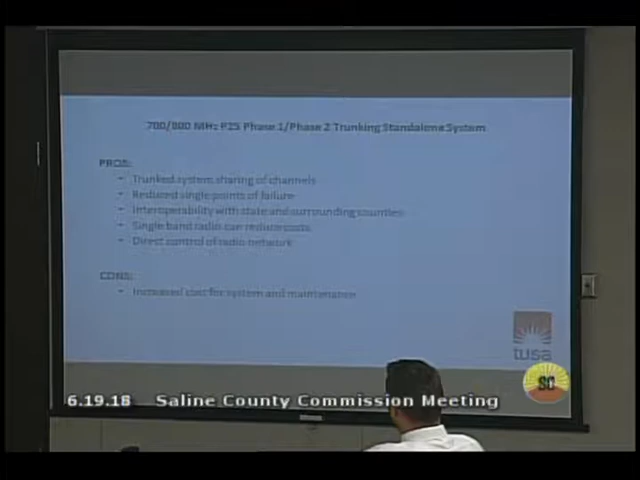 700/800 MHz P25 Phase 1/Phase 2 Trunking Standalone System
PROS:
• Trunked system sharing of channels
• Reduced single points of failure
• Interoperability with state and surrounding counties
• Single band radio can reduce costs
• Direct control of radio network
CONS:
• Increased cost for system and maintenance
tusa
SC
6.19.18 Saline County Commission Meeting